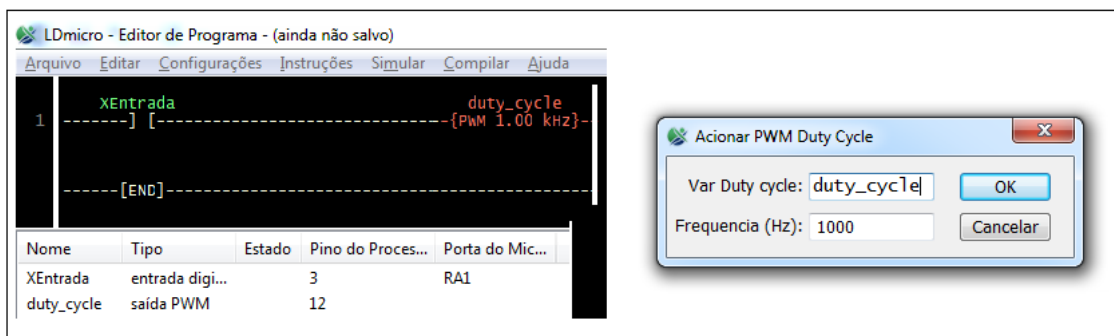 LDmicro - Editor de Programa - (ainda não salvo)
Arquivo Editar Configurações Instruções Simular Compilar Ajuda
XEntrada duty_cycle
1 -------] [-------------------------------{PWM 1.00 kHz}-
------[END]------------------------------------------
Nome Tipo Estado Pino do Proces... Porta do Mic...
XEntrada entrada digi... 3 RA1
duty_cycle saída PWM 12
Acionar PWM Duty Cycle
Var Duty cycle: duty_cycle OK
Frequencia (Hz): 1000 Cancelar